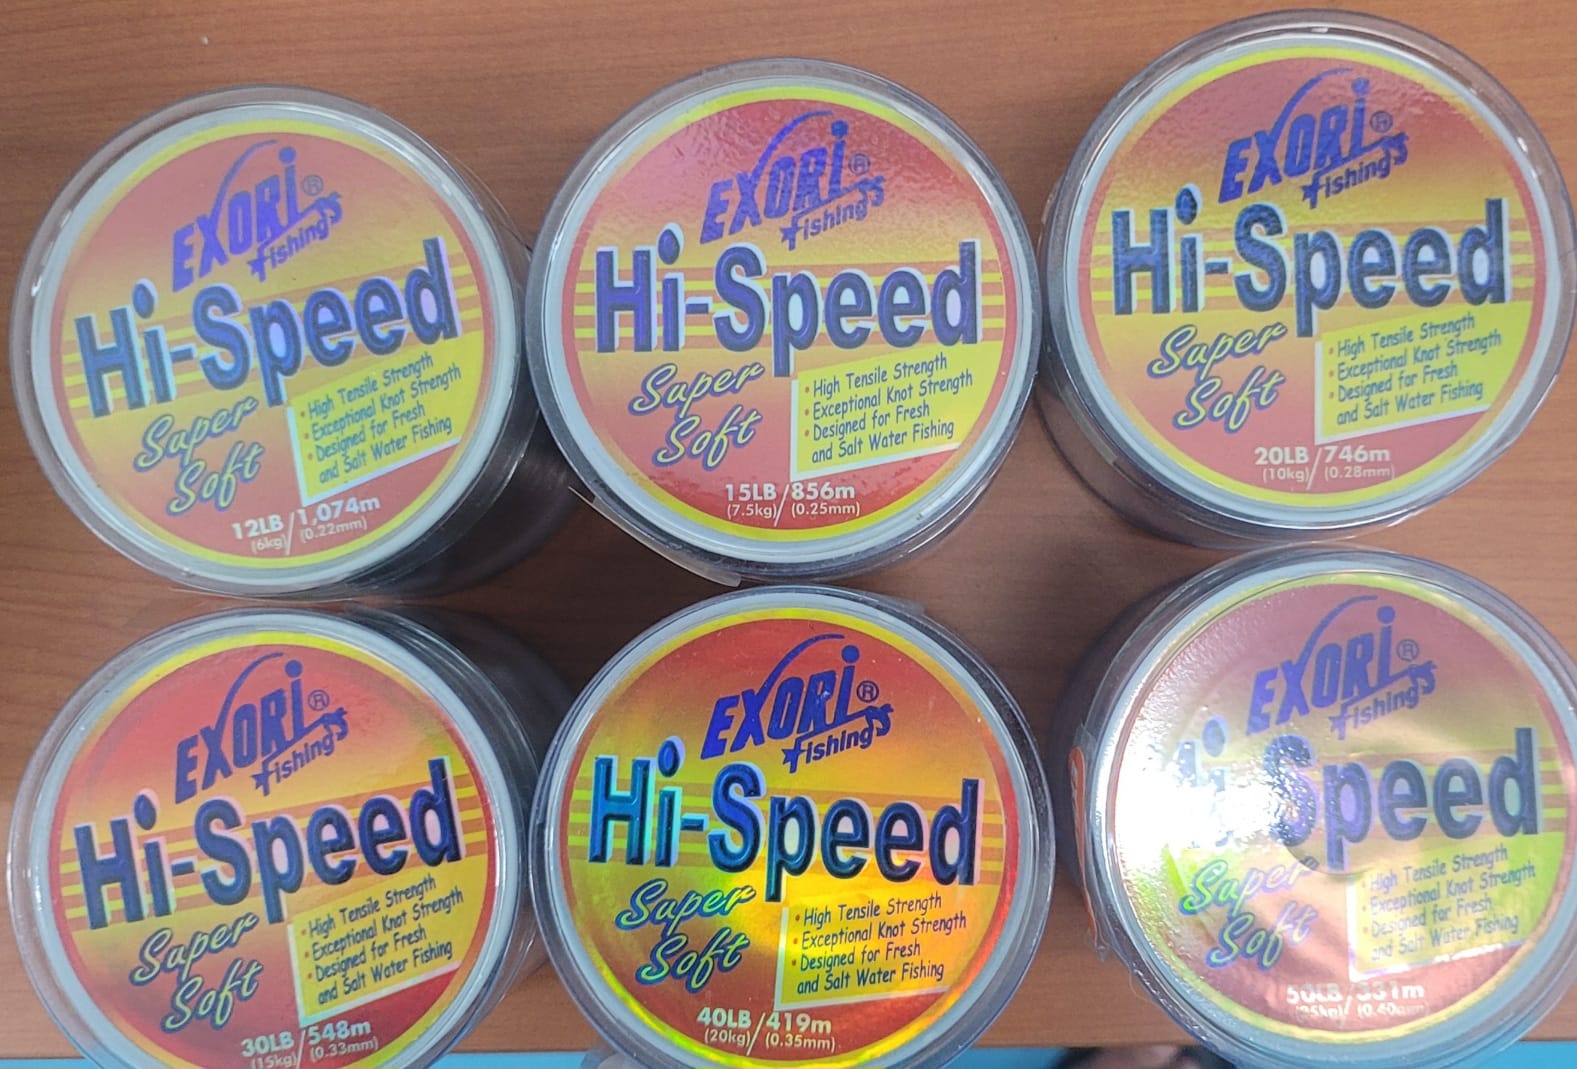 EXORI®
fishing
Hi-Speed
Super
Soft
• High Tensile Strength
• Exceptional Knot Strength
• Designed for Fresh
and Salt Water Fishing
12LB/1,074m
(6kg)/(0.22mm)
EXORI®
fishing
Hi-Speed
Super
Soft
• High Tensile Strength
• Exceptional Knot Strength
• Designed for Fresh
and Salt Water Fishing
15LB/856m
(7.5kg)/(0.25mm)
EXORI®
fishing
Hi-Speed
Super
Soft
• High Tensile Strength
• Exceptional Knot Strength
• Designed for Fresh
and Salt Water Fishing
20LB/746m
(10kg)/(0.28mm)
EXORI®
fishing
Hi-Speed
Super
Soft
• High Tensile Strength
• Exceptional Knot Strength
• Designed for Fresh
and Salt Water Fishing
30LB/548m
(15kg)/(0.33mm)
EXORI®
fishing
Hi-Speed
Super
Soft
• High Tensile Strength
• Exceptional Knot Strength
• Designed for Fresh
and Salt Water Fishing
40LB/419m
(20kg)/(0.35mm)
EXORI®
fishing
Hi-Speed
Super
Soft
• High Tensile Strength
• Exceptional Knot Strength
• Designed for Fresh
and Salt Water Fishing
50LB/331m